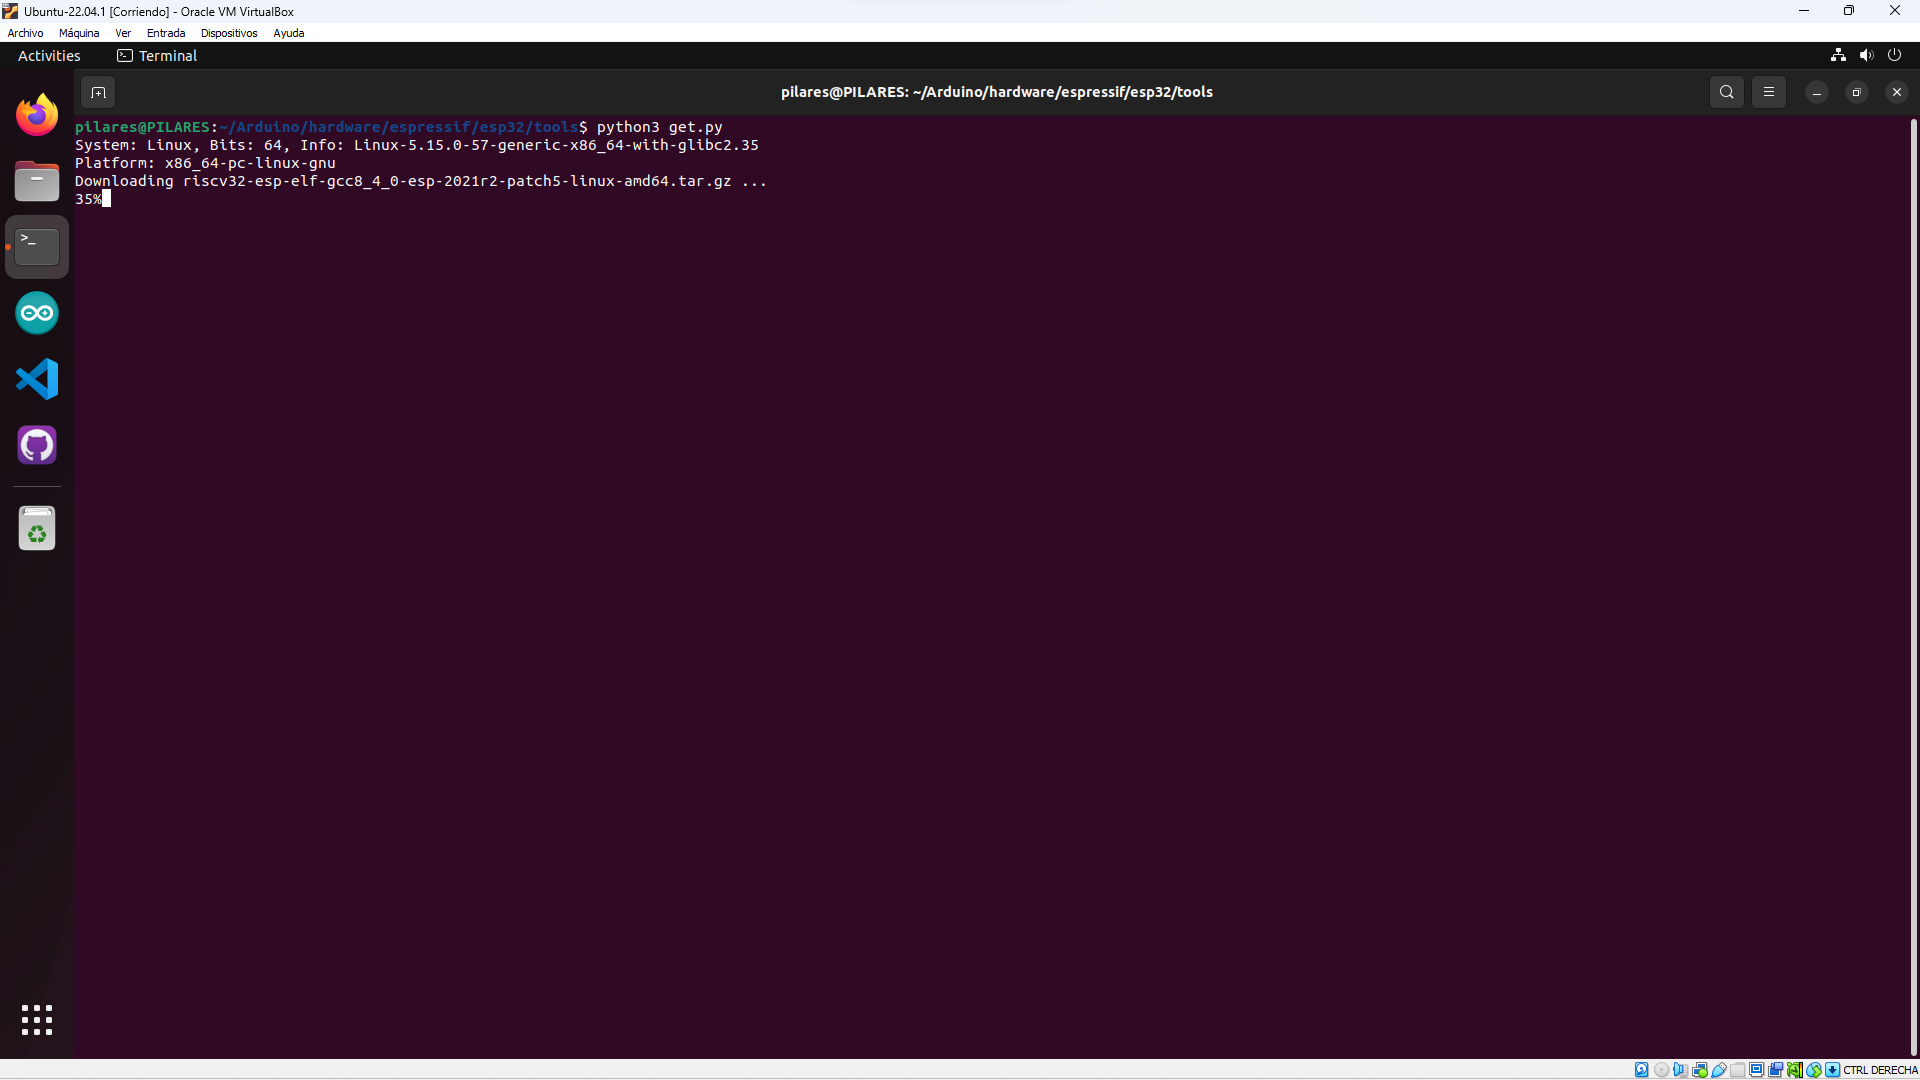 Ubuntu-22.04.1 [Corriendo] - Oracle VM VirtualBox
Archivo Máquina Ver Entrada Dispositivos Ayuda
Activities Terminal
pilares@PILARES: ~/Arduino/hardware/espressif/esp32/tools
pilares@PILARES:~/Arduino/hardware/espressif/esp32/tools$ python3 get.py
System: Linux, Bits: 64, Info: Linux-5.15.0-57-generic-x86_64-with-glibc2.35
Platform: x86_64-pc-linux-gnu
Downloading riscv32-esp-elf-gcc8_4_0-esp-2021r2-patch5-linux-amd64.tar.gz ...
35%
CTRL DERECHA